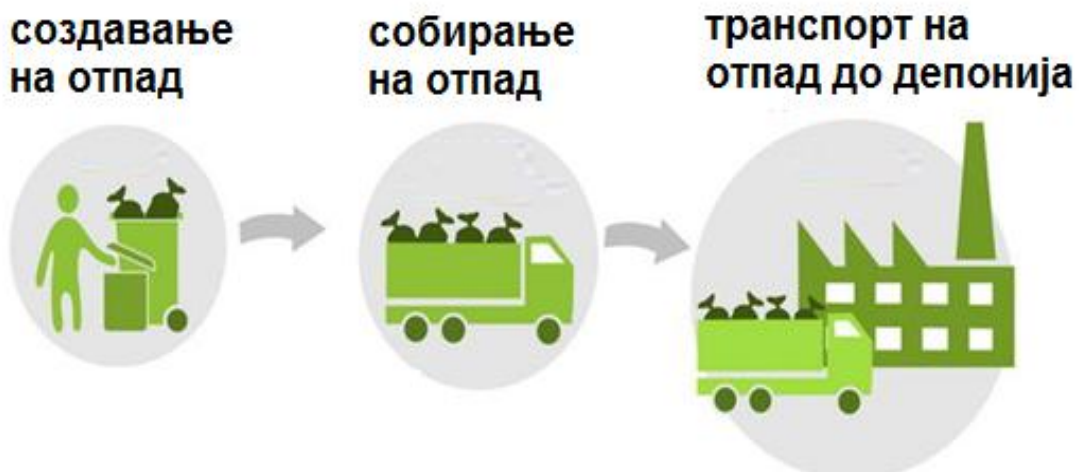 создавање
на отпад
собирање
на отпад
транспорт на
отпад до депонија